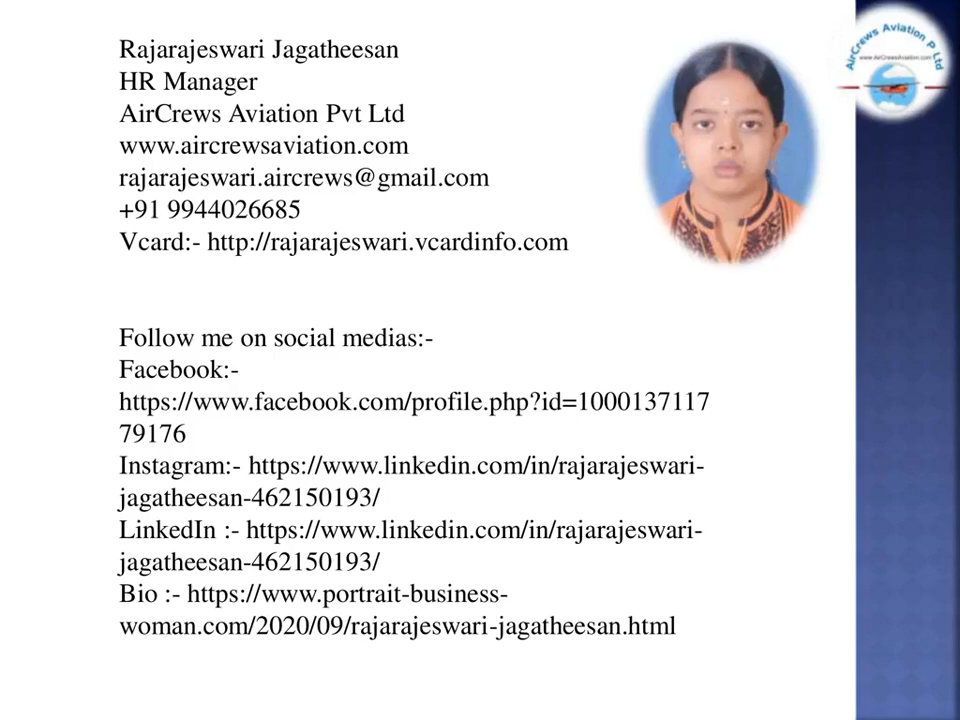 Rajarajeswari Jagatheesan
HR Manager
AirCrews Aviation Pvt Ltd
www.aircrewsaviation.com
rajarajeswari.aircrews@gmail.com
+91 9944026685
Vcard:- http://rajarajeswari.vcardinfo.com
AirCrews Aviation P Ltd
www.AirCrewsAviation.com
Follow me on social medias:-
Facebook:-
https://www.facebook.com/profile.php?id=1000137117
79176
Instagram:- https://www.linkedin.com/in/rajarajeswari-
jagatheesan-462150193/
LinkedIn :- https://www.linkedin.com/in/rajarajeswari-
jagatheesan-462150193/
Bio :- https://www.portrait-business-
woman.com/2020/09/rajarajeswari-jagatheesan.html